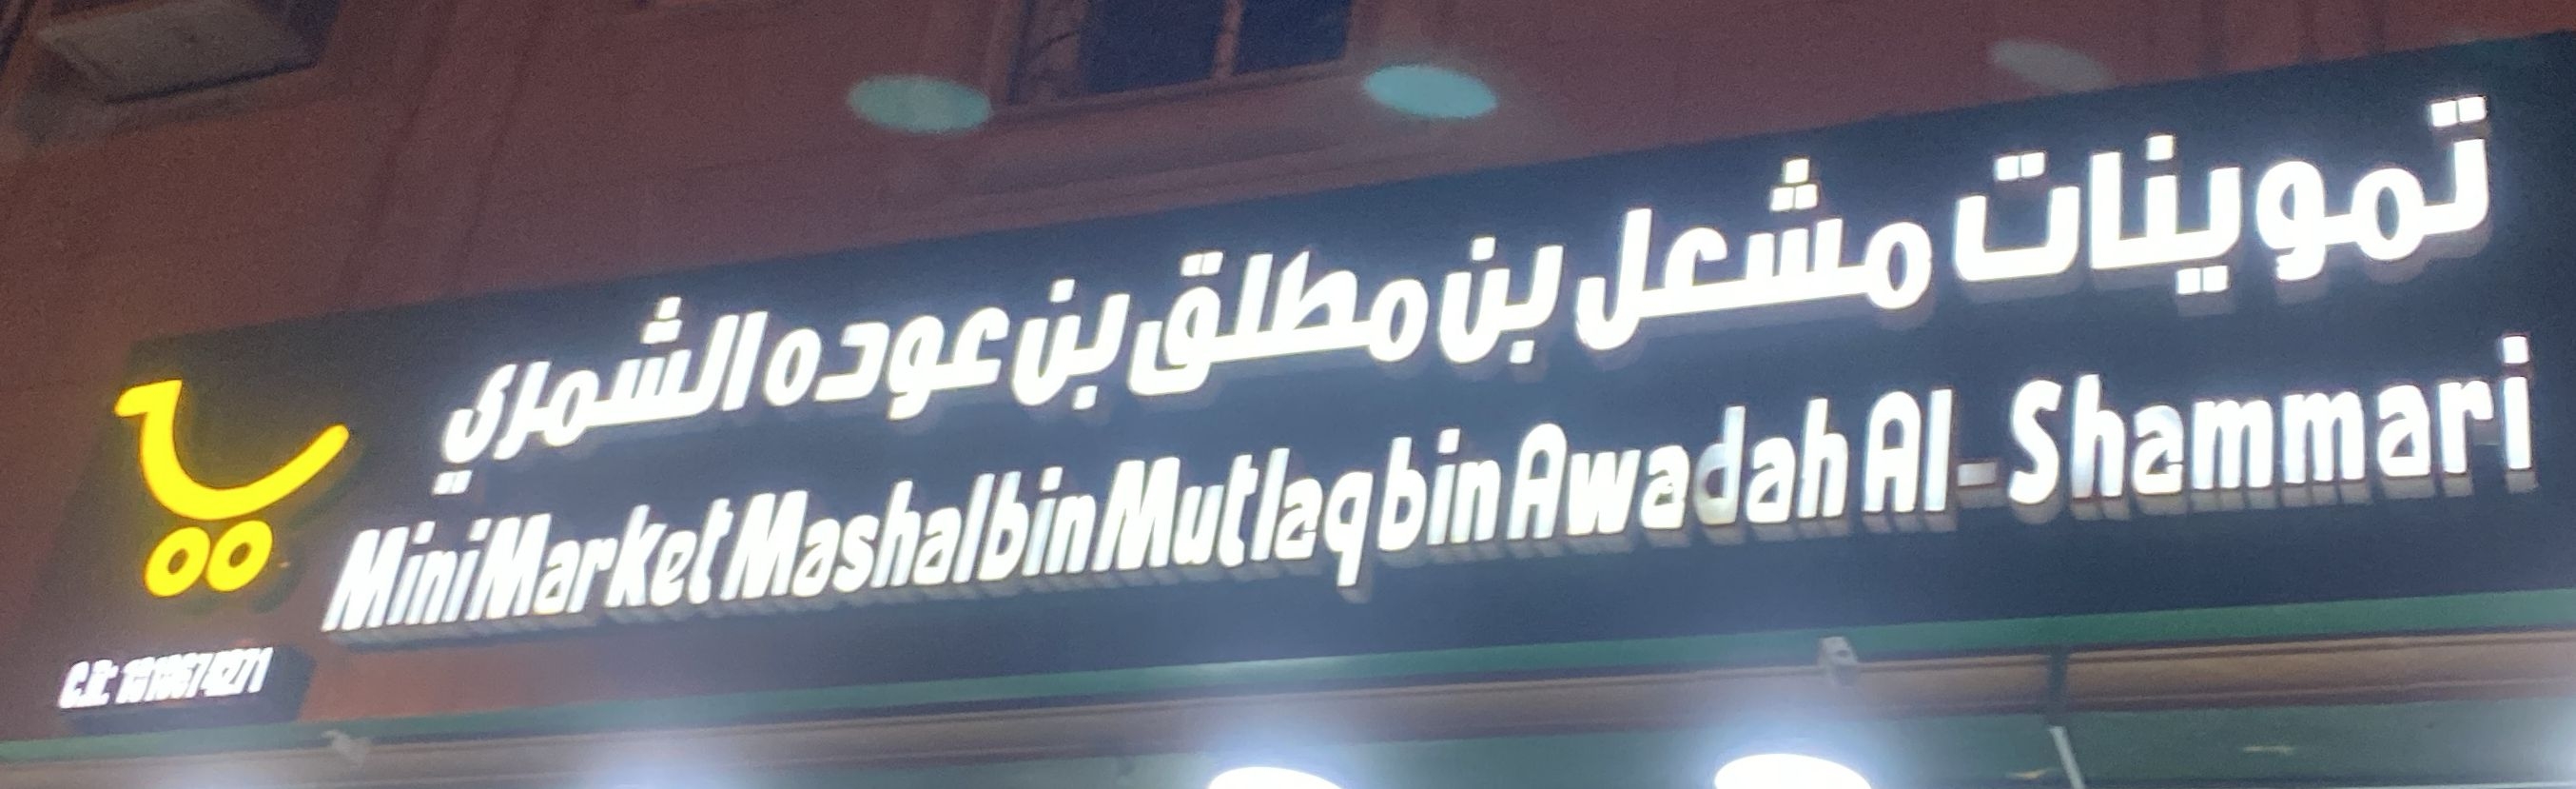 تموينات مشعل بن مطلق بن عوده الشمري
Mini Market Mashal bin Mutlaq bin Awadah Al-Shammari
C.R: